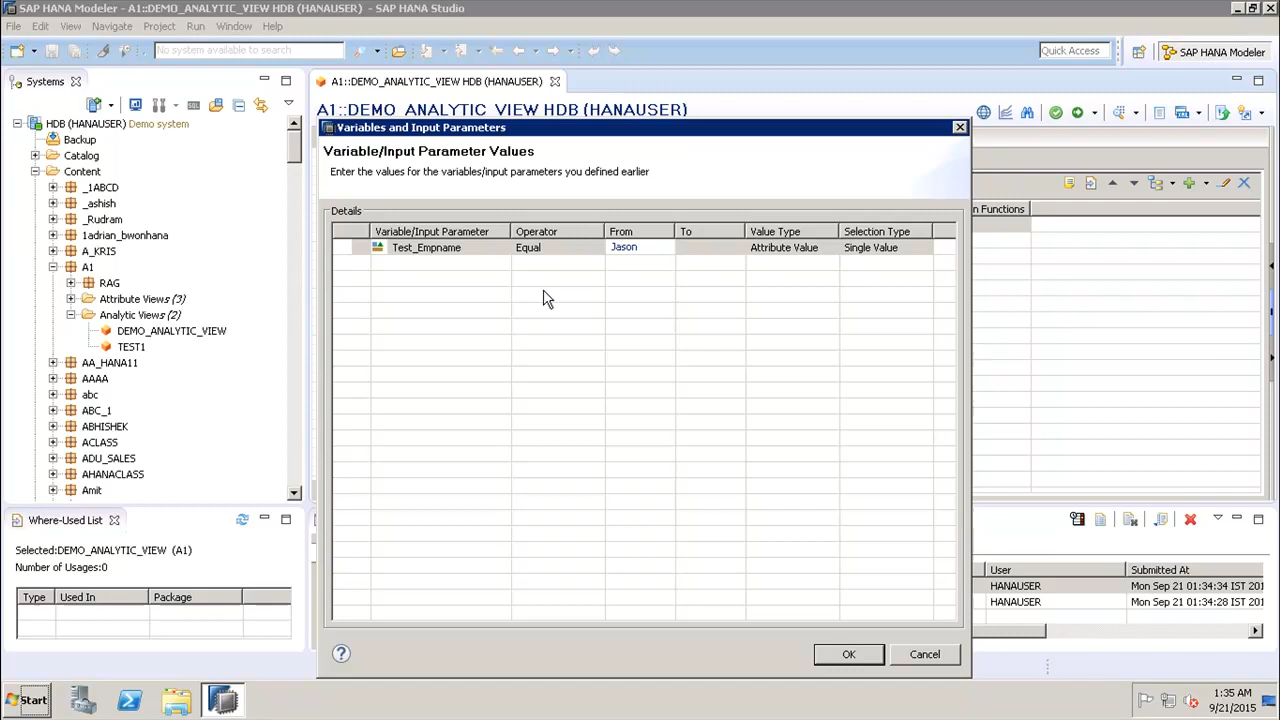 SAP HANA Modeler - A1::DEMO_ANALYTIC_VIEW HDB (HANAUSER) - SAP HANA Studio
File Edit View Navigate Project Run Window Help
No system available to search
Quick Access
SAP HANA Modeler
Systems
A1::DEMO_ANALYTIC_VIEW HDB (HANAUSER)
HDB (HANAUSER) Demo system
Backup
Catalog
Content
_1ABCD
_ashish
_Rudram
1adrian_bwonhana
A_KRIS
A1
RAG
Attribute Views (3)
Analytic Views (2)
DEMO_ANALYTIC_VIEW
TEST1
AA_HANA11
AAAA
abc
ABC_1
ABHISHEK
ACLASS
ADU_SALES
AHANACLASS
Amit
A1::DEMO_ANALYTIC_VIEW HDB (HANAUSER)
Variables and Input Parameters
Variable/Input Parameter Values
Enter the values for the variables/input parameters you defined earlier
Details
Variable/Input Parameter Operator From To Value Type Selection Type
Test_Empname Equal Jason Attribute Value Single Value
OK
Cancel
n Functions
Where-Used List
Selected:DEMO_ANALYTIC_VIEW (A1)
Number of Usages:0
Type Used In Package
User Submitted At
HANAUSER Mon Sep 21 01:34:34 IST 201
HANAUSER Mon Sep 21 01:34:28 IST 201
Start
1:35 AM
9/21/2015